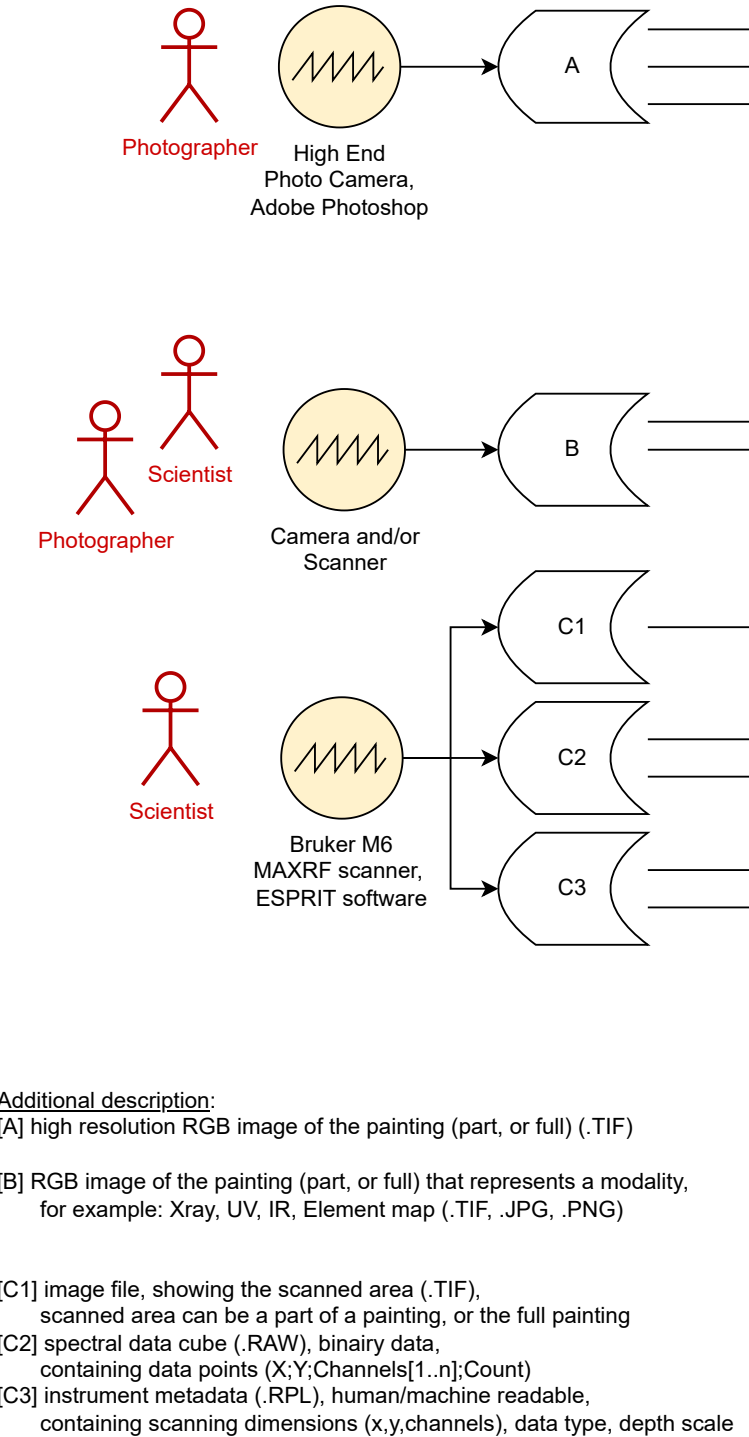 A
Photographer
High End
Photo Camera,
Adobe Photoshop
B
Scientist
Photographer
Camera and/or
Scanner
C1
C2
Scientist
Bruker M6
MAXRF scanner,
ESPRIT software
C3
Additional description:
[A] high resolution RGB image of the painting (part, or full) (.TIF)
[B] RGB image of the painting (part, or full) that represents a modality,
for example: Xray, UV, IR, Element map (.TIF, .JPG, .PNG)
[C1] image file, showing the scanned area (.TIF),
scanned area can be a part of a painting, or the full painting
[C2] spectral data cube (.RAW), binairy data,
containing data points (X;Y;Channels[1..n];Count)
[C3] instrument metadata (.RPL), human/machine readable,
containing scanning dimensions (x,y,channels), data type, depth scale